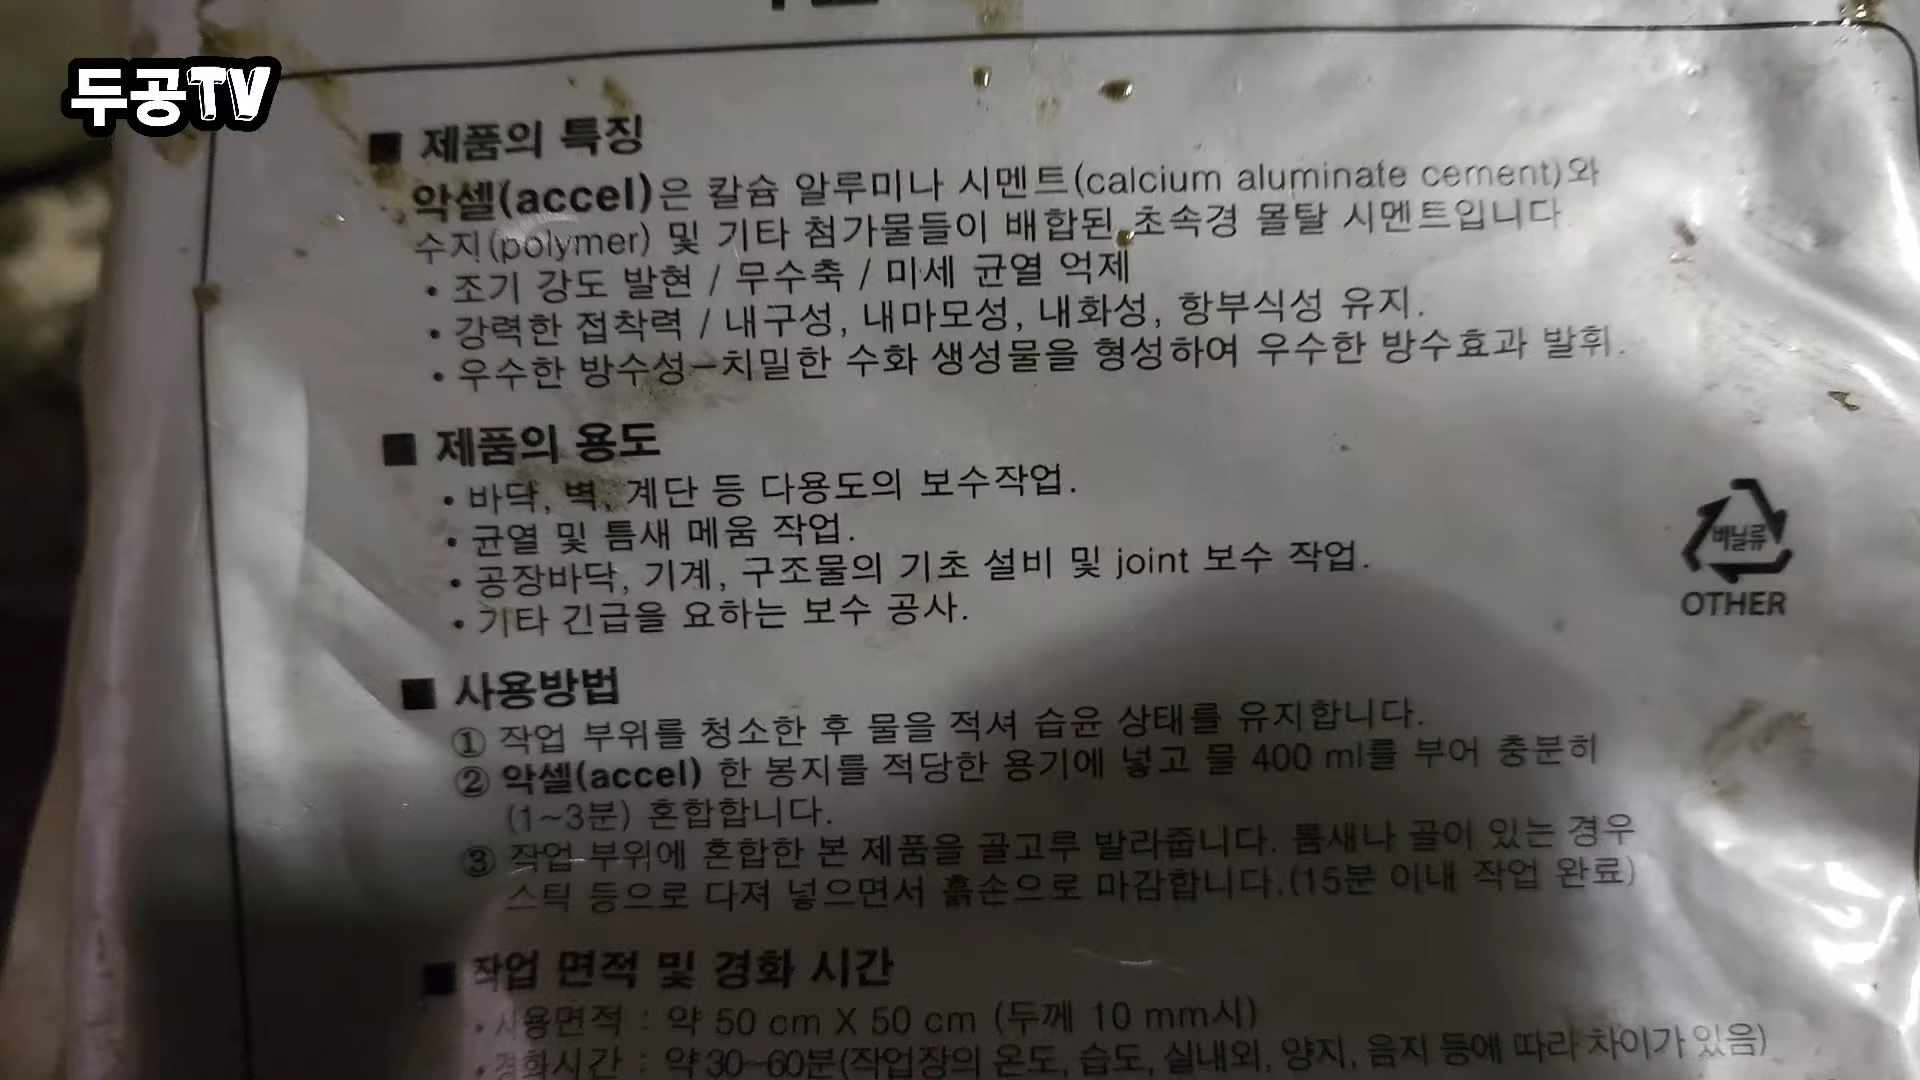 두공TV
■ 제품의 특징
악셀(accel)은 칼슘 알루미나 시멘트(calcium aluminate cement)와
수지(polymer) 및 기타 첨가물들이 배합된 초속경 몰탈 시멘트입니다.
• 조기 강도 발현 / 무수축 / 미세 균열 억제
• 강력한 접착력 / 내구성, 내마모성, 내화성, 항부식성 유지.
• 우수한 방수성-치밀한 수화 생성물을 형성하여 우수한 방수효과 발휘.
■ 제품의 용도
• 바닥, 벽, 계단 등 다용도의 보수작업.
• 균열 및 틈새 메움 작업.
• 공장바닥, 기계, 구조물의 기초 설비 및 joint 보수 작업.
• 기타 긴급을 요하는 보수 공사.
비닐류
OTHER
■ 사용방법
① 작업 부위를 청소한 후 물을 적셔 습윤 상태를 유지합니다.
② 악셀(accel) 한 봉지를 적당한 용기에 넣고 물 400 ml를 부어 충분히
(1~3분) 혼합합니다.
③ 작업 부위에 혼합한 본 제품을 골고루 발라줍니다. 틈새나 골이 있는 경우
스틱 등으로 다져 넣으면서 흙손으로 마감합니다.(15분 이내 작업 완료)
■ 작업 면적 및 경화 시간
• 사용면적 : 약 50 cm X 50 cm (두께 10 mm시)
• 경화시간 : 약 30~60분(작업장의 온도, 습도, 실내외, 양지, 음지 등에 따라 차이가 있음)